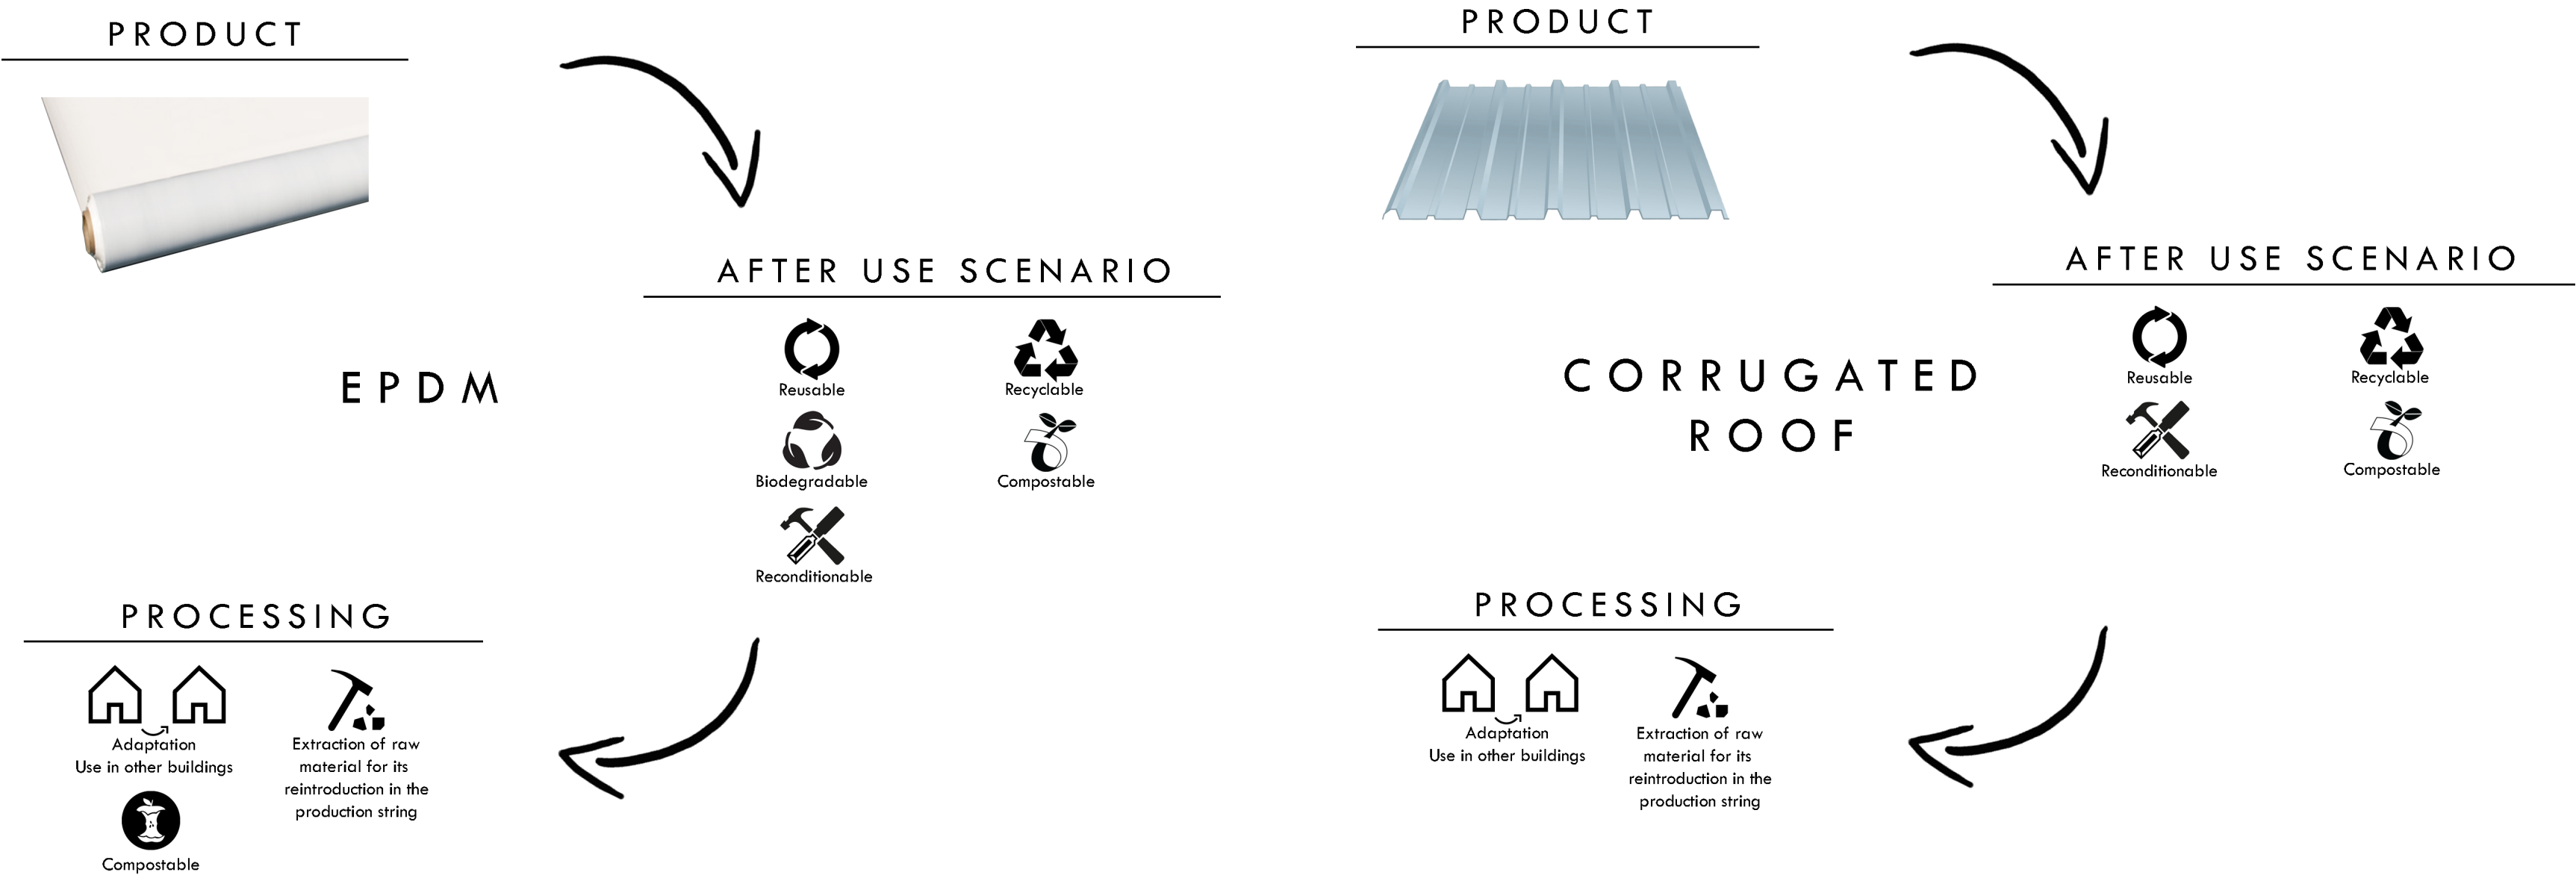 PRODUCT
AFTER USE SCENARIO
Reusable
Recyclable
Biodegradable
Compostable
Reconditionable
EPDM
PROCESSING
Adaptation
Use in other buildings
Extraction of raw
material for its
reintroduction in the
production string
Compostable
PRODUCT
AFTER USE SCENARIO
Reusable
Recyclable
Reconditionable
Compostable
CORRUGATED
ROOF
PROCESSING
Adaptation
Use in other buildings
Extraction of raw
material for its
reintroduction in the
production string